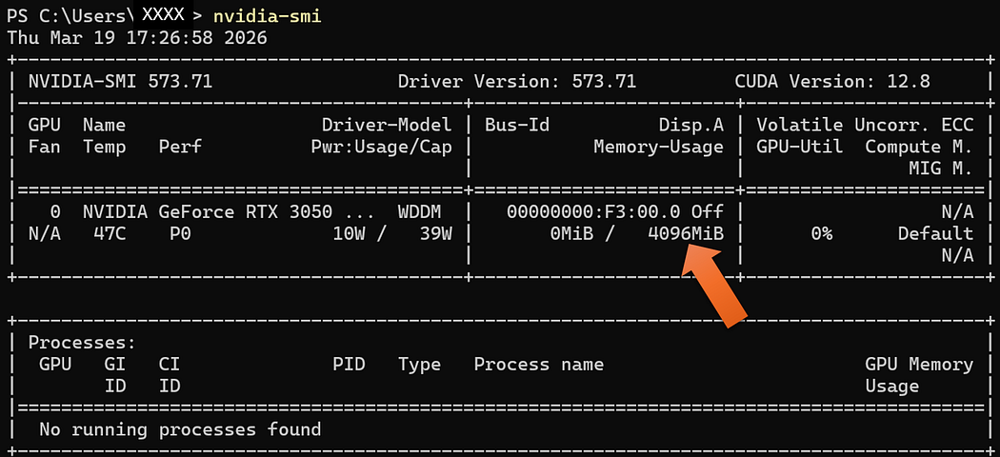 PS C:\Users\ XXXX > nvidia-smi
Thu Mar 19 17:26:58 2026
NVIDIA-SMI 573.71 Driver Version: 573.71 CUDA Version: 12.8
GPU Name Driver-Model | Bus-Id Disp.A | Volatile Uncorr. ECC
Fan Temp Perf Pwr:Usage/Cap | Memory-Usage | GPU-Util Compute M.
MIG M.
0 NVIDIA GeForce RTX 3050 ... WDDM | 00000000:F3:00.0 Off | N/A
N/A 47C P0 10W / 39W | 0MiB / 4096MiB | 0% Default
N/A
Processes:
GPU GI CI PID Type Process name GPU Memory
ID ID Usage
No running processes found